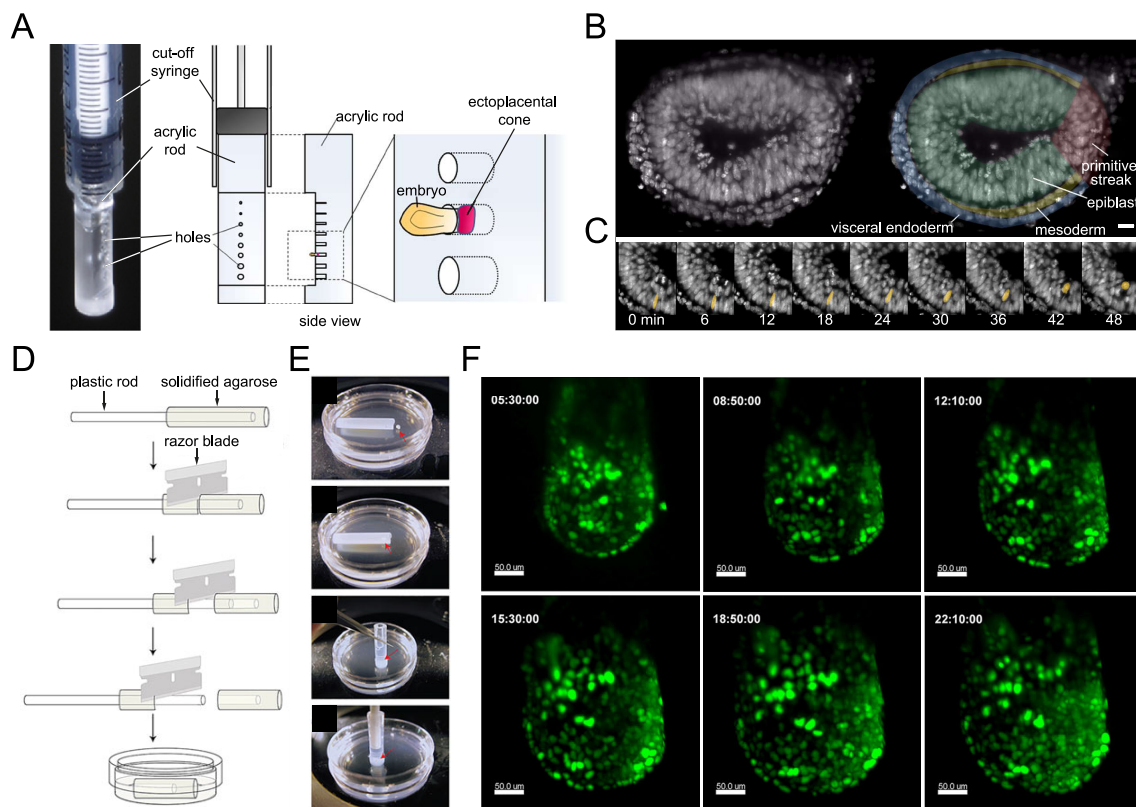 A
cut-off
syringe
acrylic
rod
holes
acrylic rod
ectoplacental
cone
embryo
side view
B
primitive
streak
epiblast
mesoderm
visceral endoderm
C
0 min
6
12
18
24
30
36
42
48
D
plastic rod
solidified agarose
razor blade
E
F
05:30:00
50.0 um
08:50:00
50.0 um
12:10:00
50.0 um
15:30:00
50.0 um
18:50:00
50.0 um
22:10:00
50.0 um